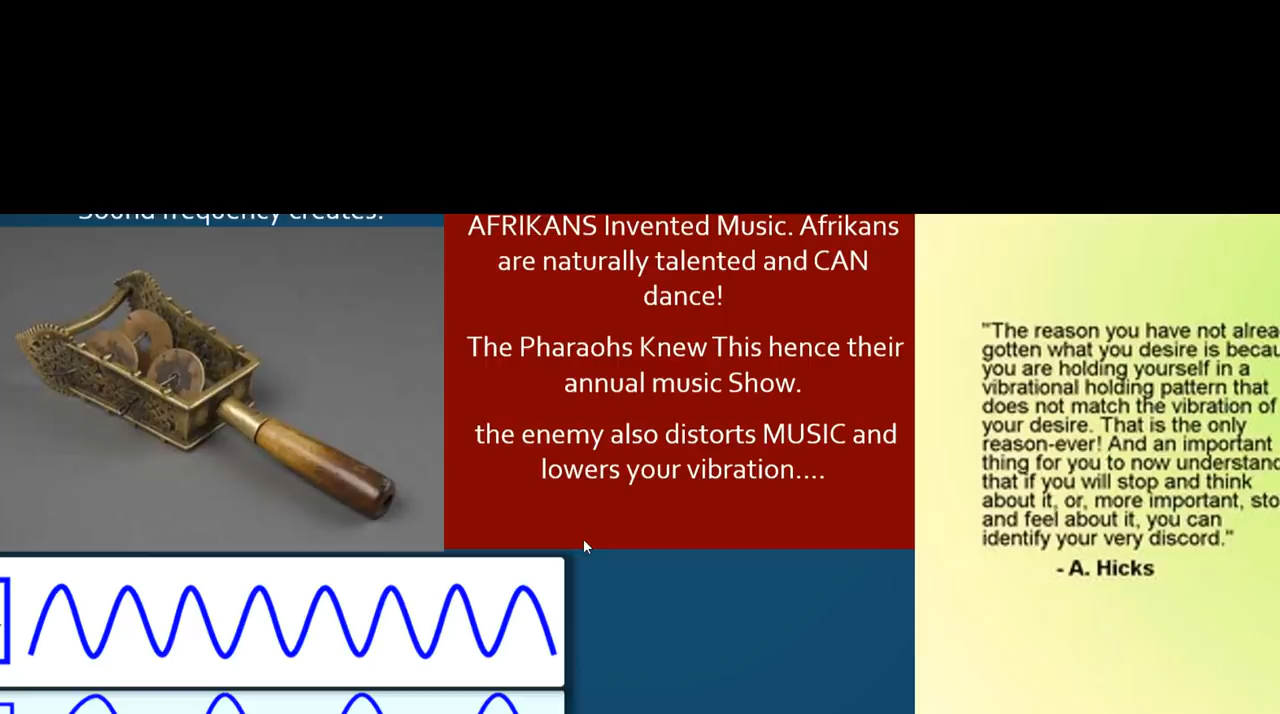 Sound frequency creates.
AFRIKANS Invented Music. Afrikans
are naturally talented and CAN
dance!
The Pharaohs Knew This hence their
annual music Show.
the enemy also distorts MUSIC and
lowers your vibration....
"The reason you have not alrea
gotten what you desire is becau
you are holding yourself in a
vibrational holding pattern that
does not match the vibration of
your desire. That is the only
reason-ever! And an important
thing for you to now understand
that if you will stop and think
about it, or, more important, sto
and feel about it, you can
identify your very discord."
- A. Hicks